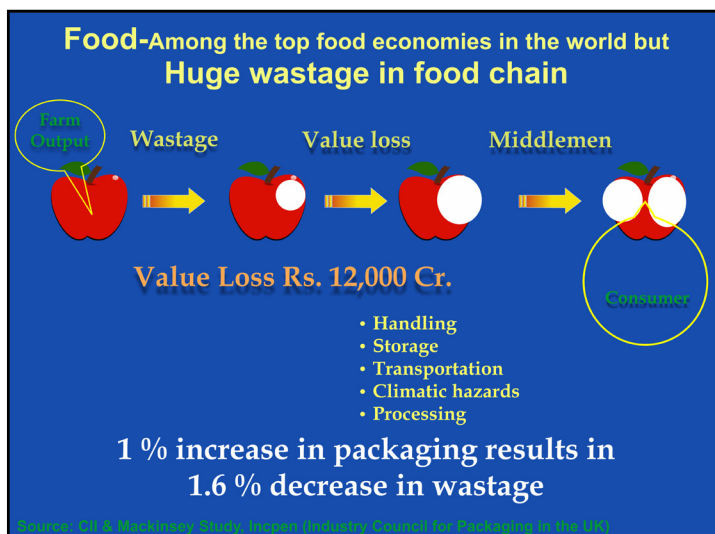 Food-Among the top food economies in the world but
Huge wastage in food chain
Farm
Output
Wastage
Value loss
Middlemen
Value Loss Rs. 12,000 Cr.
Consumer
• Handling
• Storage
• Transportation
• Climatic hazards
• Processing
1 % increase in packaging results in
1.6 % decrease in wastage
Source: CII & Mackinsey Study, Incpen (Industry Council for Packaging in the UK)